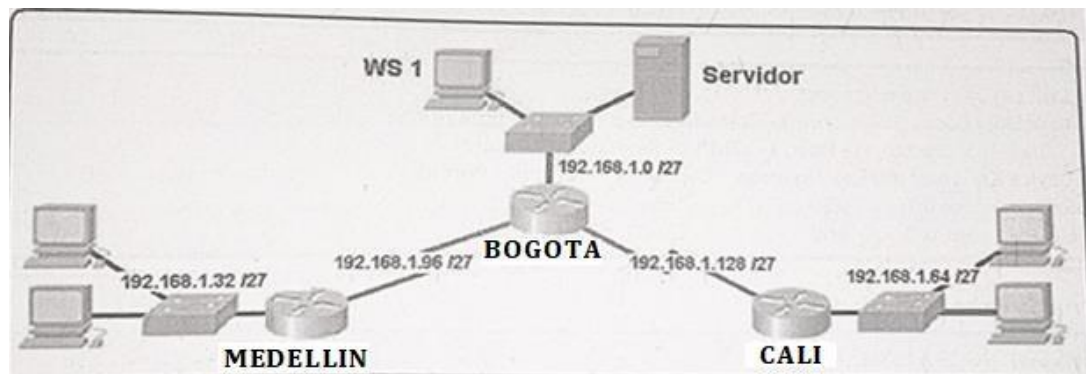 WS 1
Servidor
192.168.1.0 /27
BOGOTA
192.168.1.96 /27
192.168.1.128 /27
192.168.1.32 /27
192.168.1.64 /27
MEDELLIN
CALI